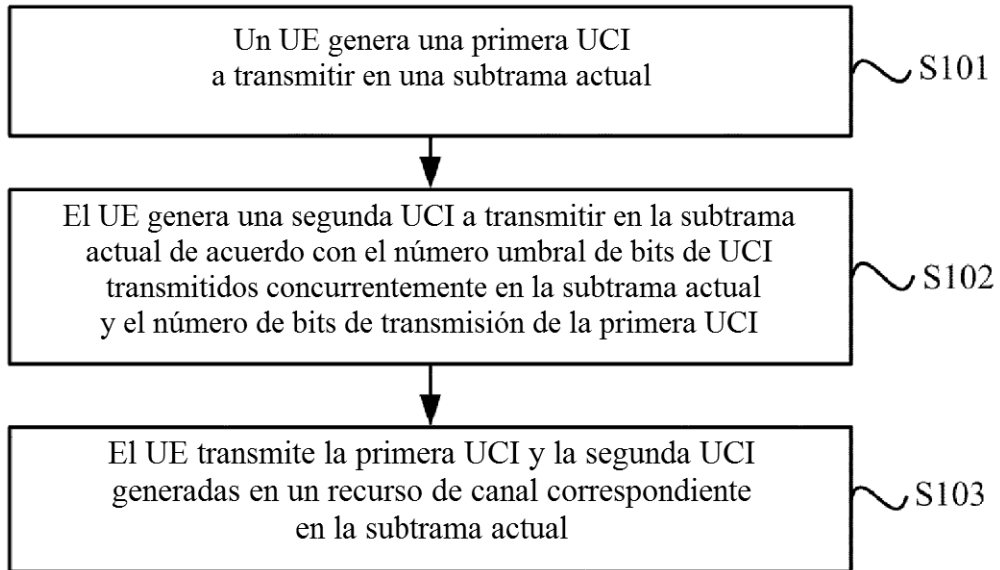 Un UE genera una primera UCI
a transmitir en una subtrama actual
S101
El UE genera una segunda UCI a transmitir en la subtrama
actual de acuerdo con el número umbral de bits de UCI
transmitidos concurrentemente en la subtrama actual
y el número de bits de transmisión de la primera UCI
S102
El UE transmite la primera UCI y la segunda UCI
generadas en un recurso de canal correspondiente
en la subtrama actual
S103